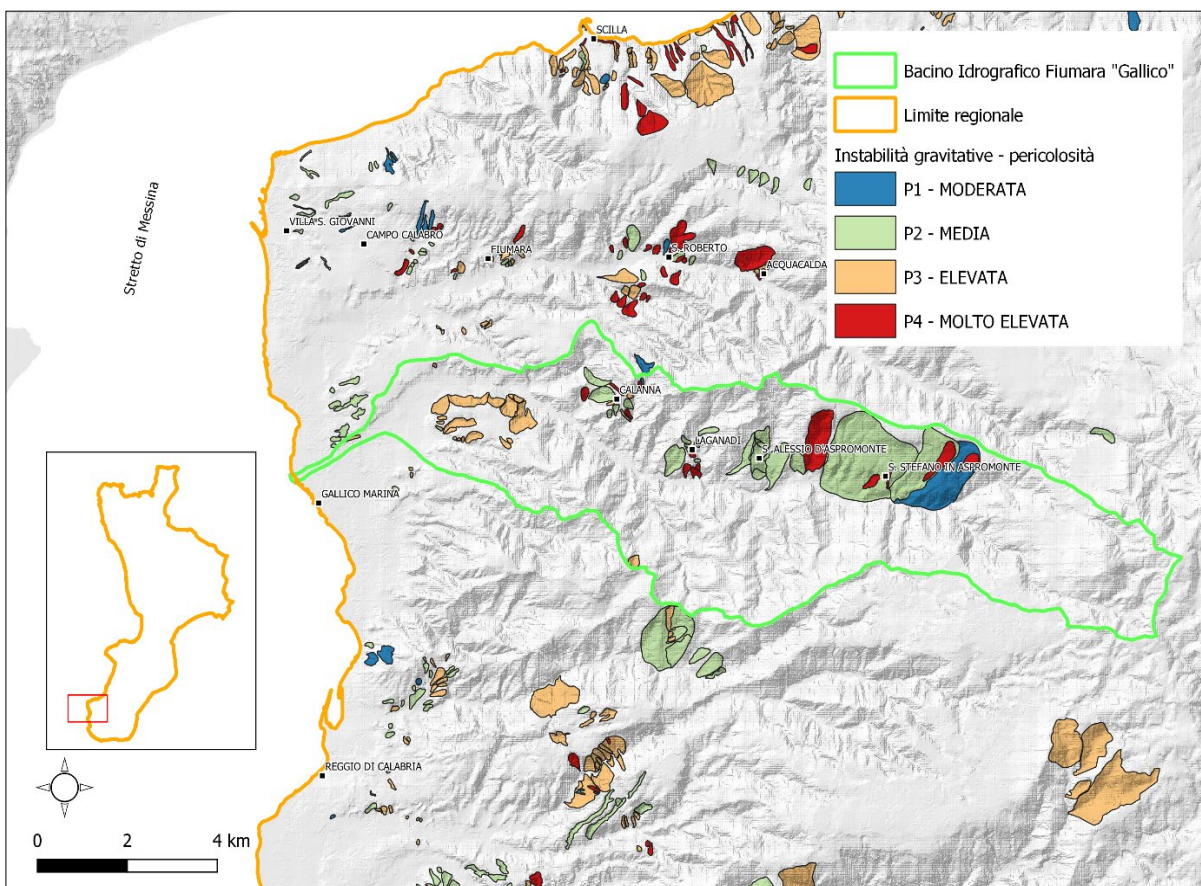 SCILLA
Bacino Idrografico Fiumara "Gallico"
Limite regionale
Instabilità gravitative - pericolosità
P1 - MODERATA
P2 - MEDIA
P3 - ELEVATA
P4 - MOLTO ELEVATA
Stretto di Messina
VILLA S. GIOVANNI
CAMPO CALABRO
FIUMARA
S. ROBERTO
ACQUACALDA
CALANNA
LAGANADI
S. ALESSIO D'ASPROMONTE
S. STEFANO IN ASPROMONTE
GALLICO MARINA
REGGIO DI CALABRIA
0 2 4 km